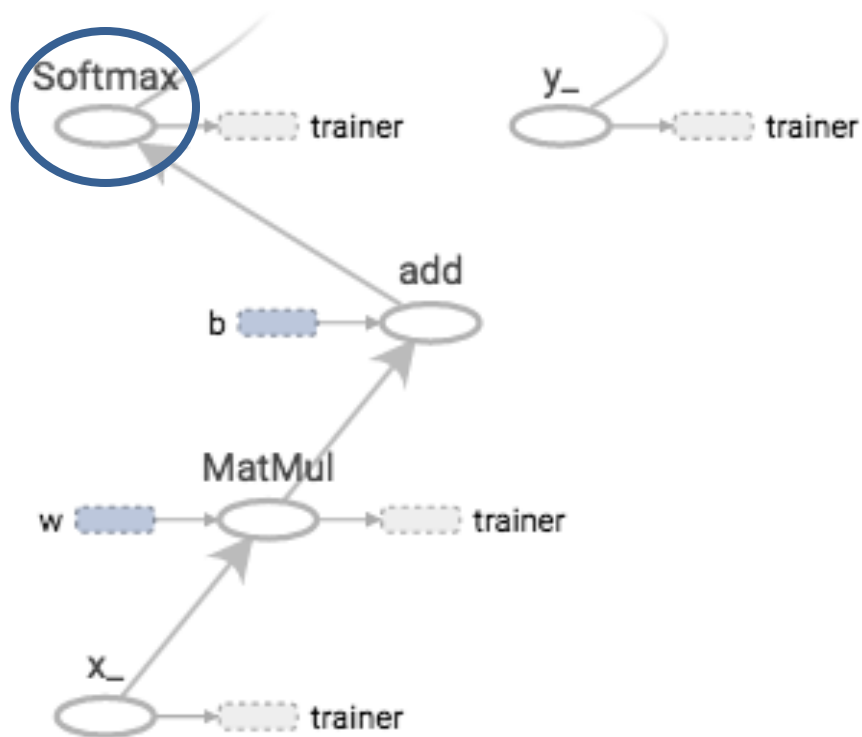 Softmax
y_
trainer
trainer
add
b
MatMul
w
trainer
x_
trainer